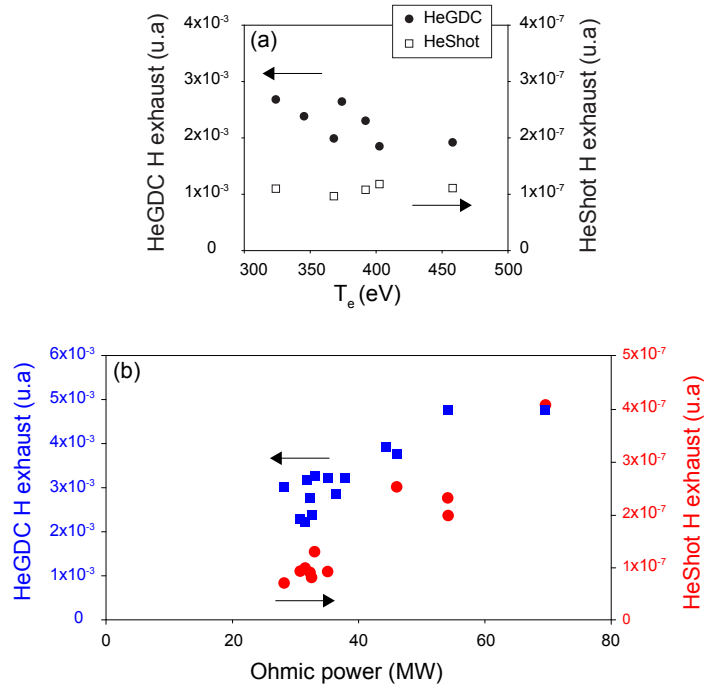 (a)
HeGDC
HeShot
HeGDC H exhaust (u.a)
4x10⁻³
3x10⁻³
2x10⁻³
1x10⁻³
0
HeShot H exhaust (u.a)
4x10⁻⁷
3x10⁻⁷
2x10⁻⁷
1x10⁻⁷
0
300 350 400 450 500
T_e (eV)
(b)
HeGDC H exhaust (u.a)
6x10⁻³
5x10⁻³
4x10⁻³
3x10⁻³
2x10⁻³
1x10⁻³
0
HeShot H exhaust (u.a)
5x10⁻⁷
4x10⁻⁷
3x10⁻⁷
2x10⁻⁷
1x10⁻⁷
0
0 20 40 60 80
Ohmic power (MW)